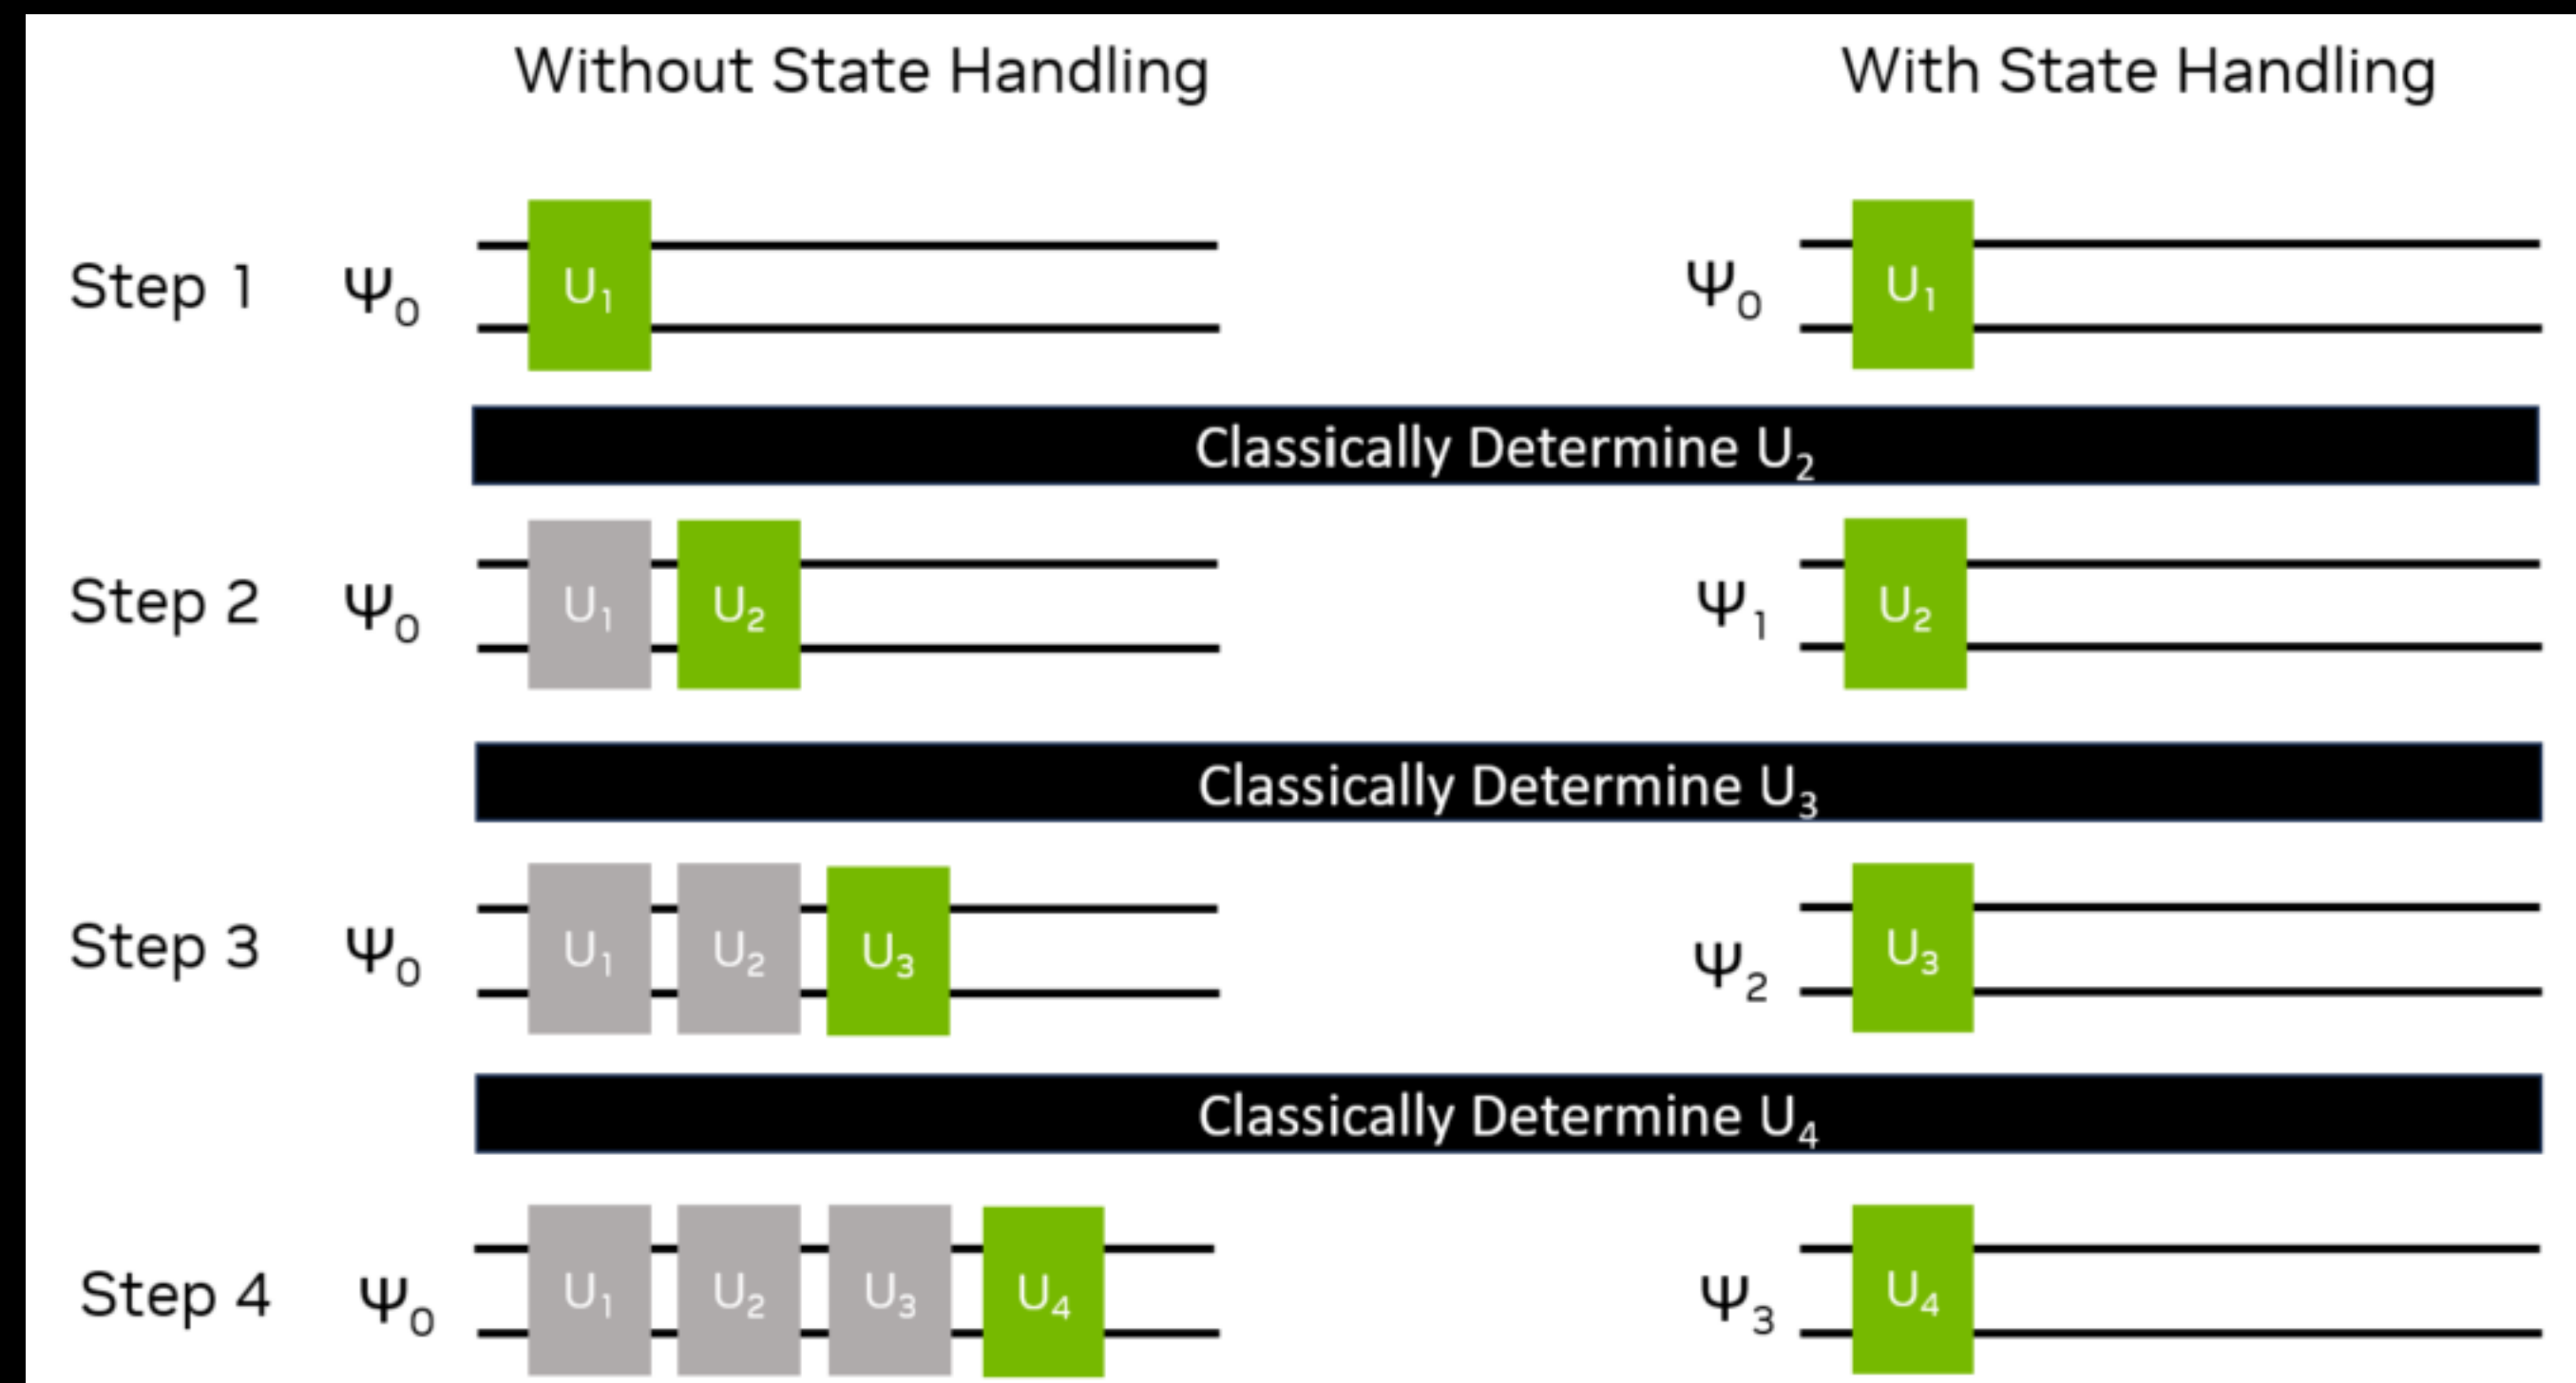 Without State Handling With State Handling
Step 1 Ψ₀ U₁ Ψ₀ U₁
Classically Determine U₂
Step 2 Ψ₀ U₁ U₂ Ψ₁ U₂
Classically Determine U₃
Step 3 Ψ₀ U₁ U₂ U₃ Ψ₂ U₃
Classically Determine U₄
Step 4 Ψ₀ U₁ U₂ U₃ U₄ Ψ₃ U₄